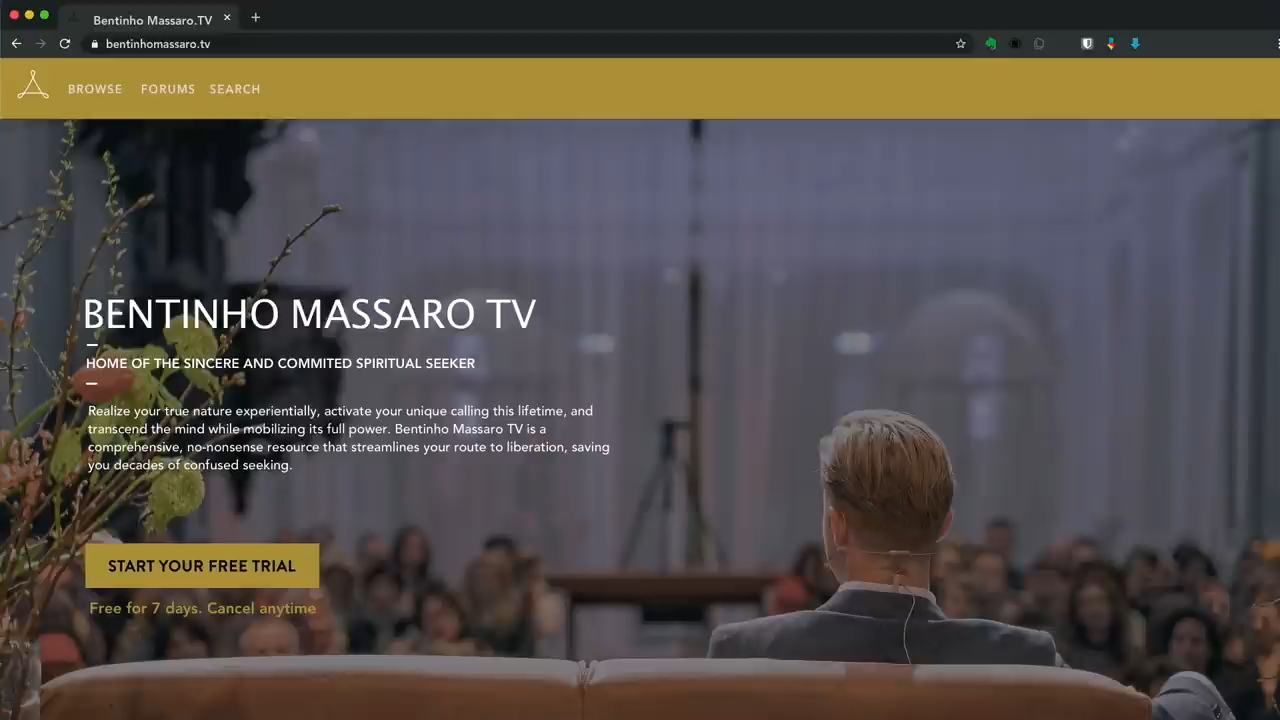 Bentinho Massaro.TV
bentinhomassaro.tv
BROWSE FORUMS SEARCH
BENTINHO MASSARO TV
HOME OF THE SINCERE AND COMMITED SPIRITUAL SEEKER
Realize your true nature experientially, activate your unique calling this lifetime, and
transcend the mind while mobilizing its full power. Bentinho Massaro TV is a
comprehensive, no-nonsense resource that streamlines your route to liberation, saving
you decades of confused seeking.
START YOUR FREE TRIAL
Free for 7 days. Cancel anytime